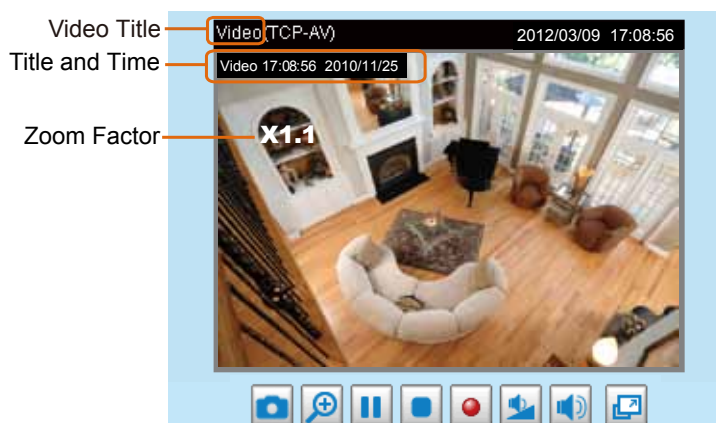 Video Title
Video(TCP-AV) 2012/03/09 17:08:56
Title and Time
Video 17:08:56 2010/11/25
Zoom Factor
X1.1